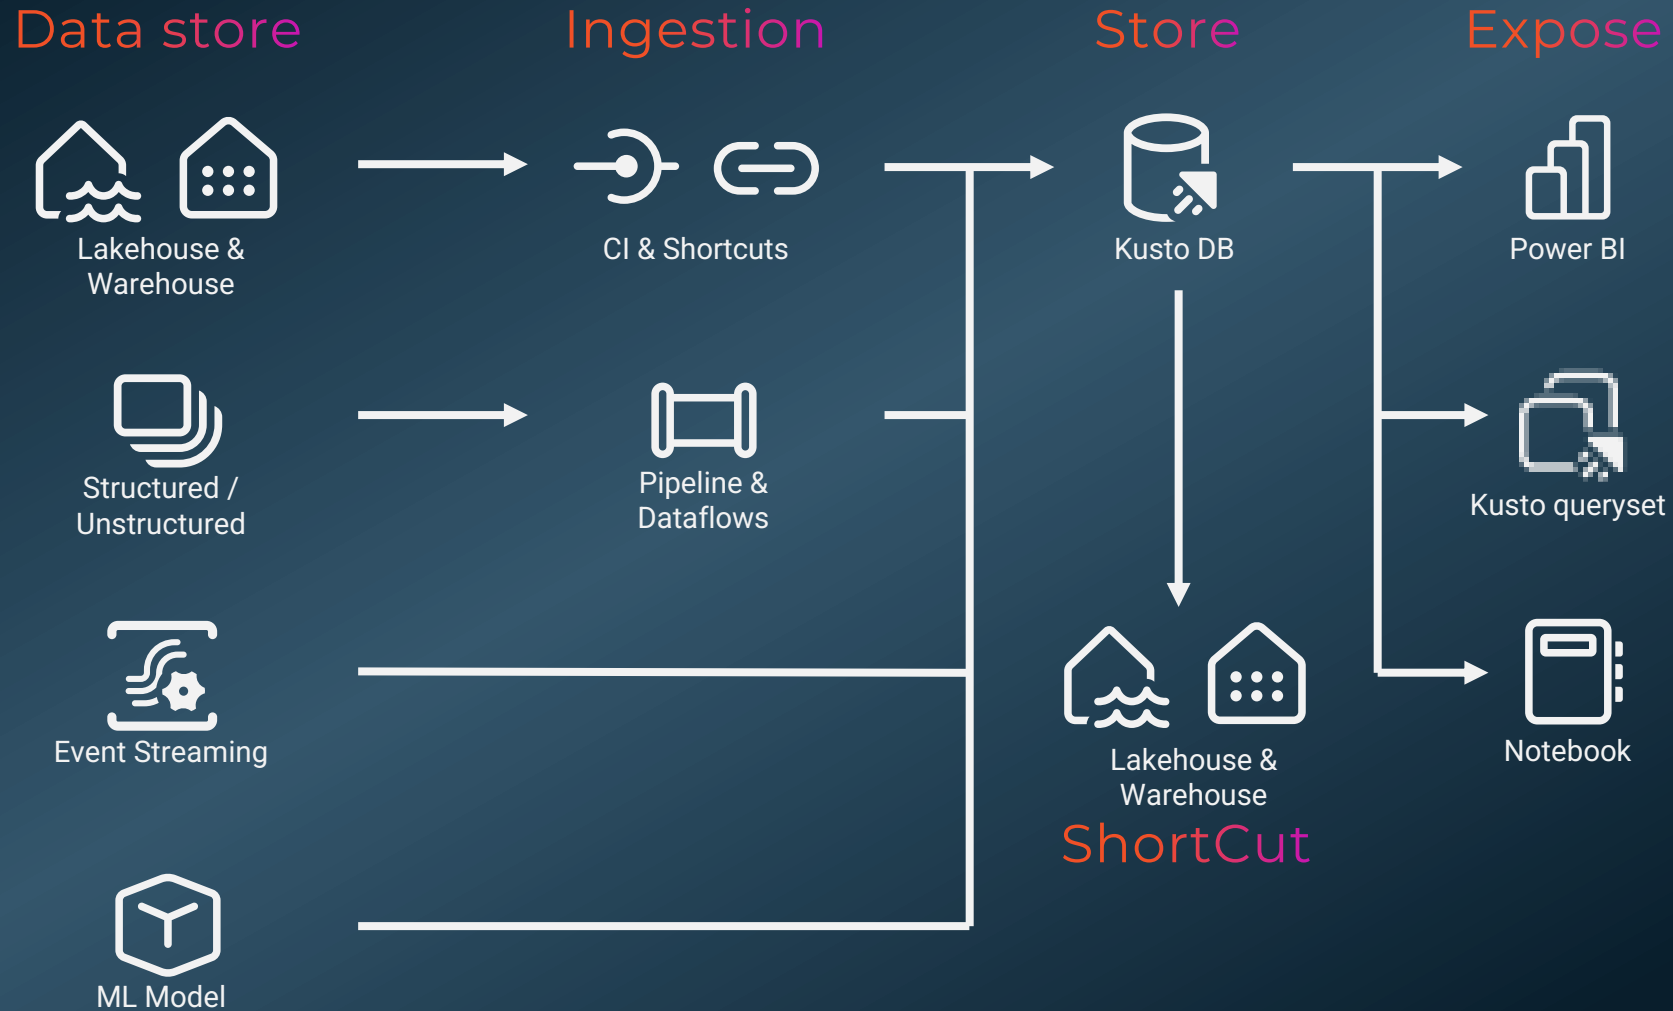 Data store
Ingestion
Store
Expose
Lakehouse &
Warehouse
CI & Shortcuts
Kusto DB
Power BI
Structured /
Unstructured
Pipeline &
Dataflows
Kusto queryset
Event Streaming
Lakehouse &
Warehouse
ShortCut
Notebook
ML Model